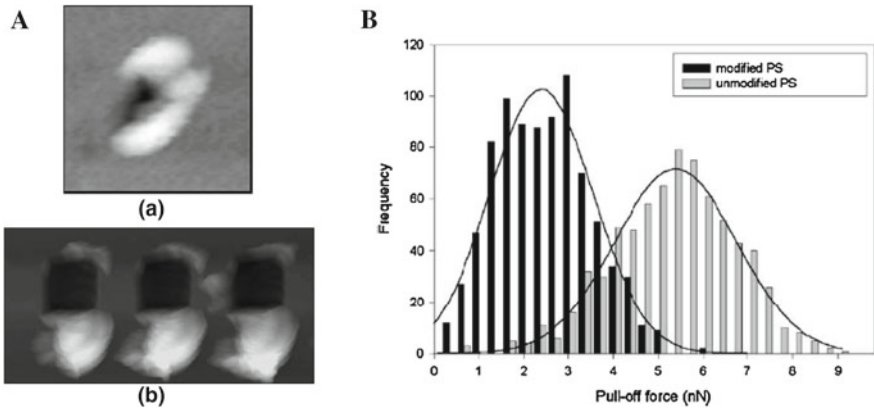 A
(a)
(b)
B
120
100
80
60
40
20
0
Frequency
modified PS
unmodified PS
0 1 2 3 4 5 6 7 8 9
Pull-off force (nN)